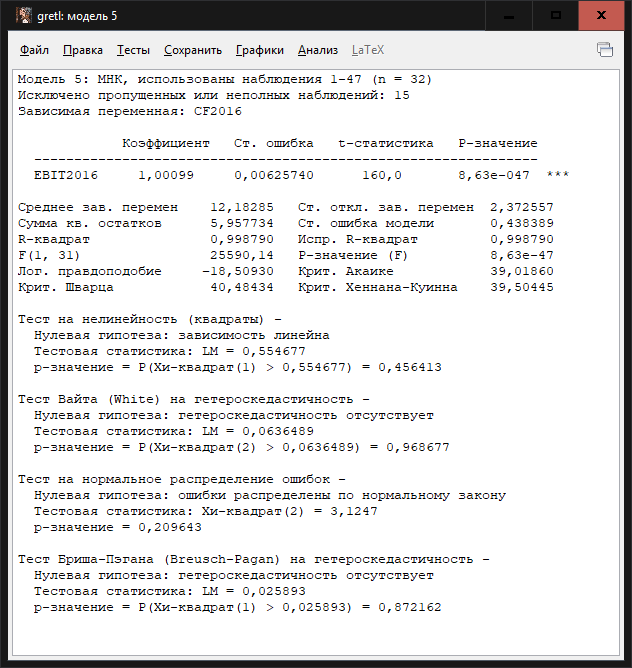 gretl: модель 5
Файл Правка Тесты Сохранить Графики Анализ LaTeX
Модель 5: МНК, использованы наблюдения 1-47 (n = 32)
Исключено пропущенных или неполных наблюдений: 15
Зависимая переменная: CF2016
Коэффициент Ст. ошибка t-статистика P-значение
----------------------------------------------------------------
EBIT2016 1,00099 0,00625740 160,0 8,63e-047 ***
Среднее зав. перемен 12,18285 Ст. откл. зав. перемен 2,372557
Сумма кв. остатков 5,957734 Ст. ошибка модели 0,438389
R-квадрат 0,998790 Испр. R-квадрат 0,998790
F(1, 31) 25590,14 Р-значение (F) 8,63e-47
Лог. правдоподобие -18,50930 Крит. Акаике 39,01860
Крит. Шварца 40,48434 Крит. Хеннана-Куинна 39,50445
Тест на нелинейность (квадраты) -
Нулевая гипотеза: зависимость линейна
Тестовая статистика: LM = 0,554677
р-значение = P(Хи-квадрат(1) > 0,554677) = 0,456413
Тест Вайта (White) на гетероскедастичность -
Нулевая гипотеза: гетероскедастичность отсутствует
Тестовая статистика: LM = 0,0636489
р-значение = P(Хи-квадрат(2) > 0,0636489) = 0,968677
Тест на нормальное распределение ошибок -
Нулевая гипотеза: ошибки распределены по нормальному закону
Тестовая статистика: Хи-квадрат(2) = 3,1247
р-значение = 0,209643
Тест Бриша-Пэгана (Breusch-Pagan) на гетероскедастичность -
Нулевая гипотеза: гетероскедастичность отсутствует
Тестовая статистика: LM = 0,025893
р-значение = P(Хи-квадрат(1) > 0,025893) = 0,872162